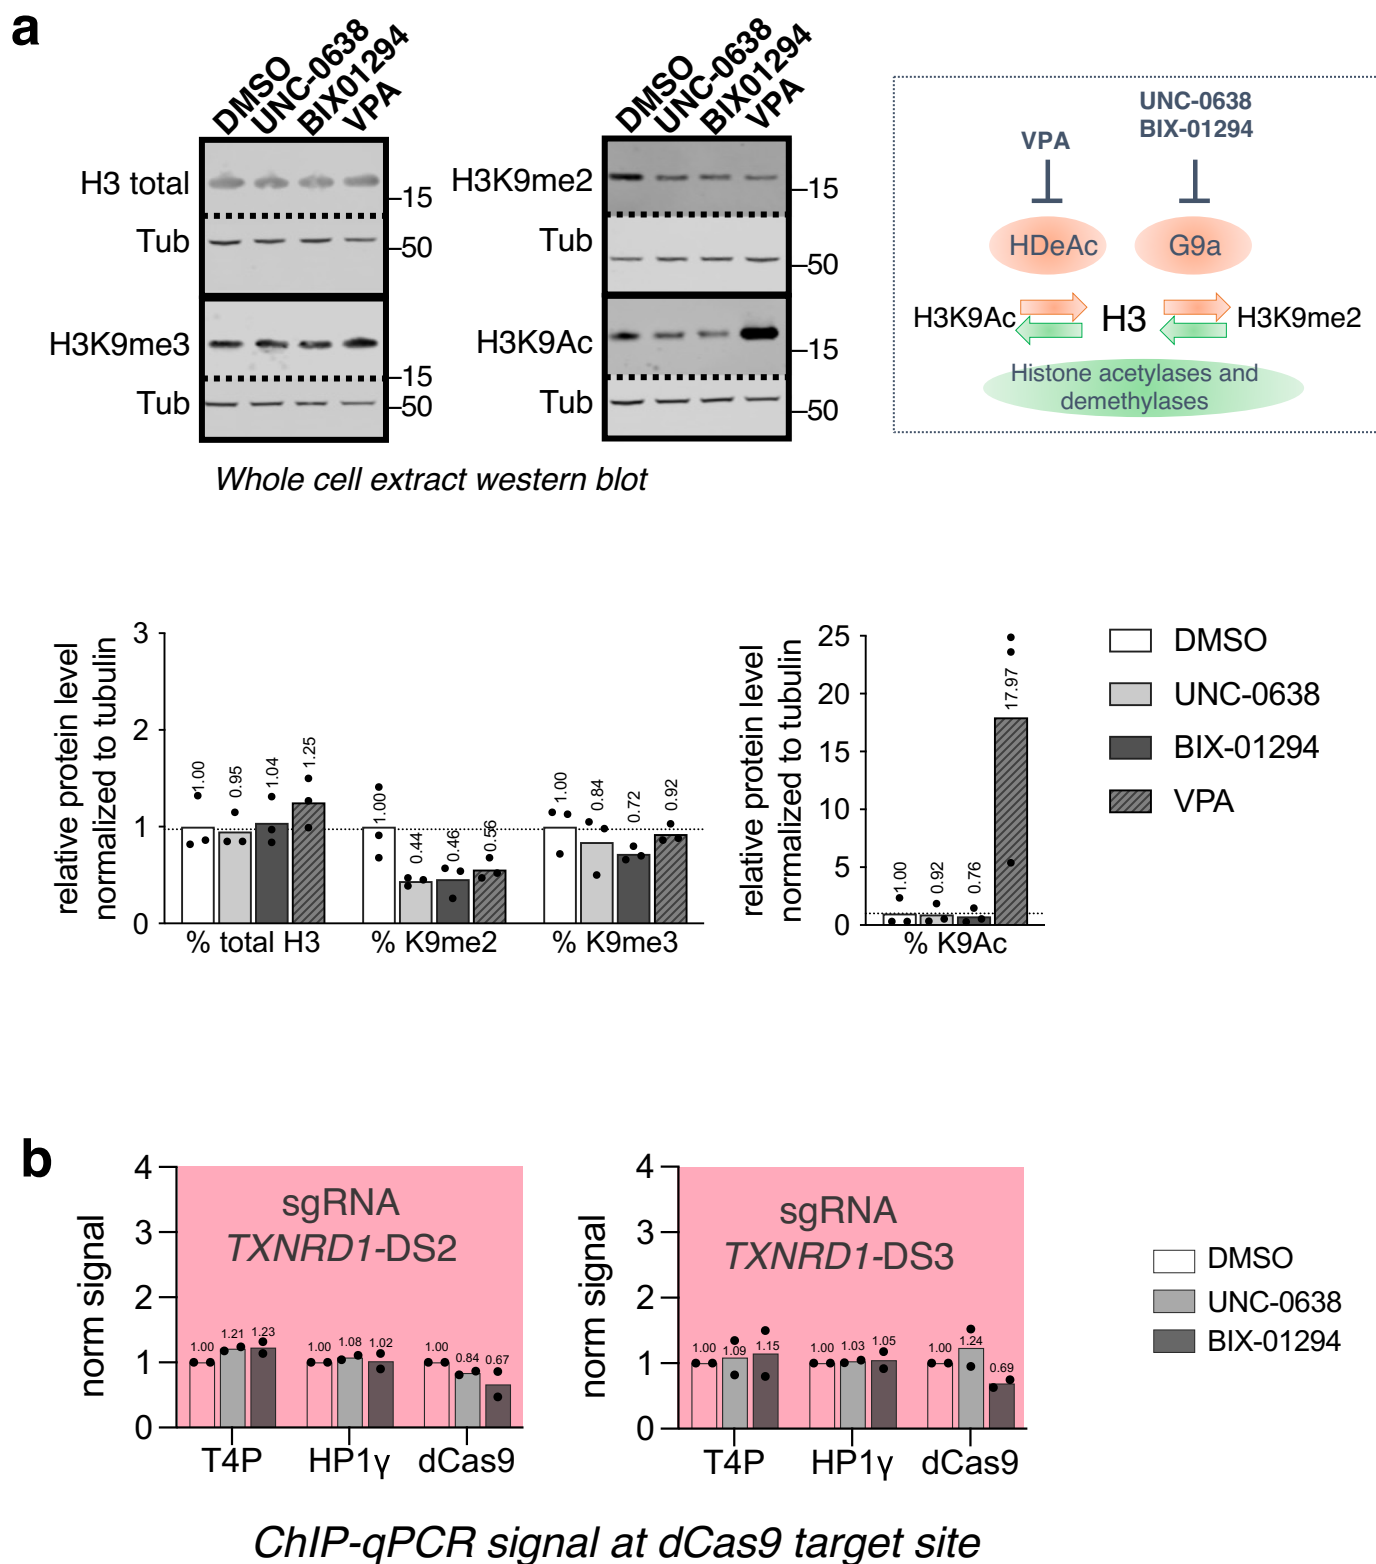 a
DMSO
UNC-0638
BIX01294
VPA
H3 total
15
Tub
50
H3K9me3
15
Tub
50
DMSO
UNC-0638
BIX01294
VPA
H3K9me2
15
Tub
50
H3K9Ac
15
Tub
50
Whole cell extract western blot
UNC-0638
BIX-01294
VPA
HDeAc
G9a
H3K9Ac
H3
H3K9me2
Histone acetylases and
demethylases
relative protein level
normalized to tubulin
3
2
1
0
1.00
0.95
1.04
1.25
1.00
0.44
0.46
0.56
1.00
0.84
0.72
0.92
% total H3
% K9me2
% K9me3
relative protein level
normalized to tubulin
25
20
15
10
5
0
1.00
0.92
0.76
17.97
% K9Ac
DMSO
UNC-0638
BIX-01294
VPA
b
norm signal
4
3
2
1
0
sgRNA
TXNRD1-DS2
1.00
1.21
1.23
1.00
1.08
1.02
1.00
0.84
0.67
T4P
HP1γ
dCas9
norm signal
4
3
2
1
0
sgRNA
TXNRD1-DS3
1.00
1.09
1.15
1.00
1.03
1.05
1.00
1.24
0.69
T4P
HP1γ
dCas9
DMSO
UNC-0638
BIX-01294
ChIP-qPCR signal at dCas9 target site